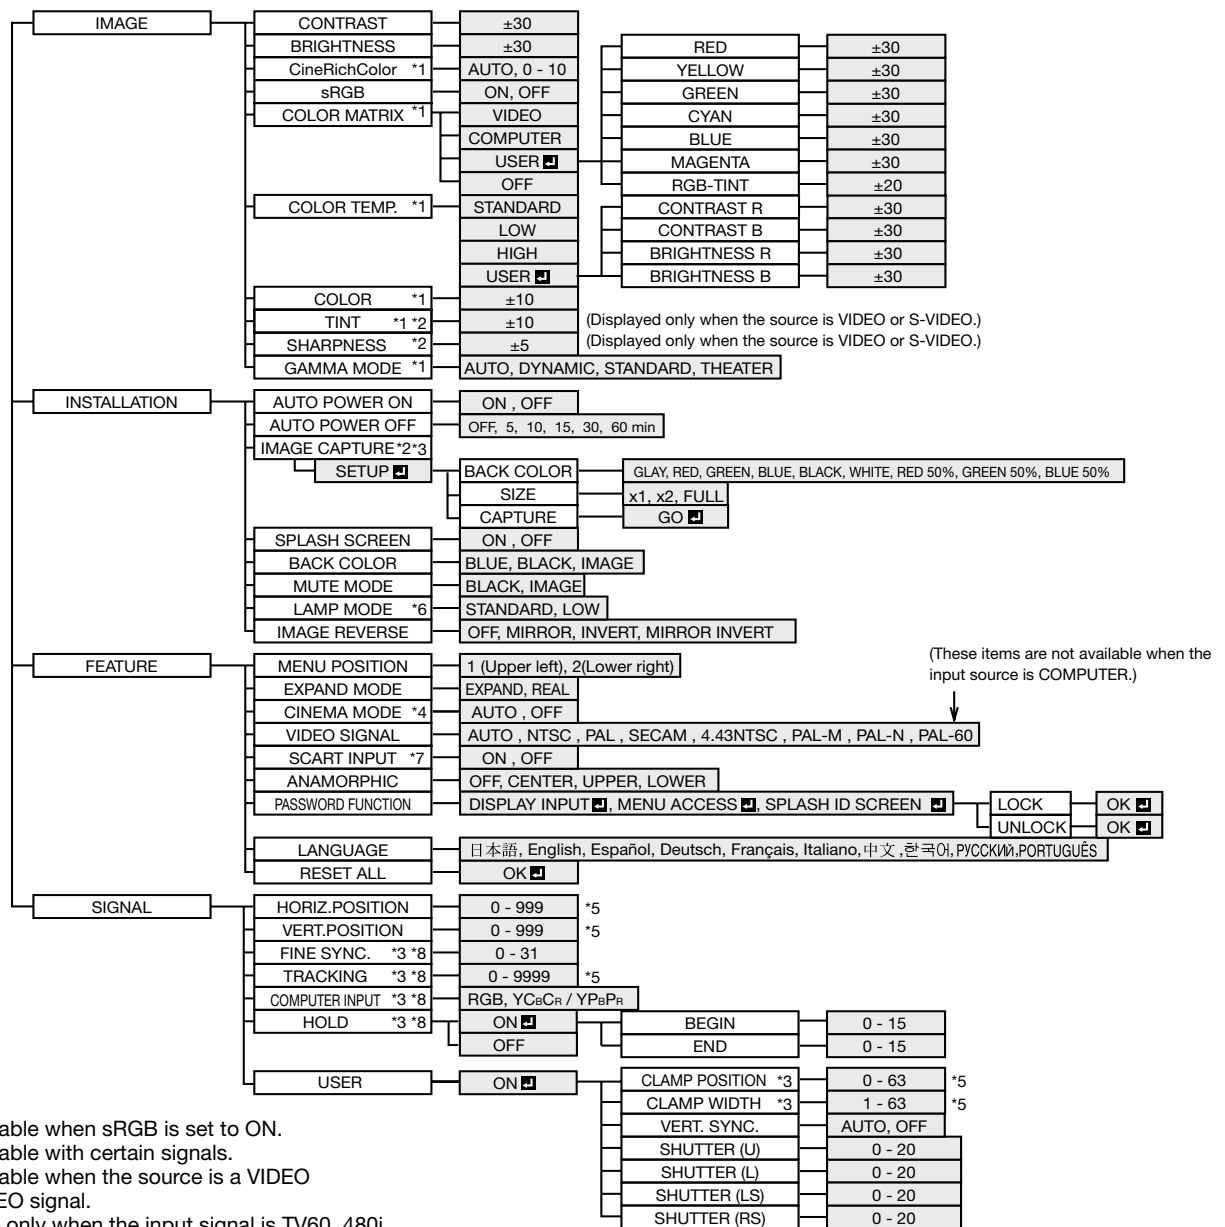 IMAGE CONTRAST ±30
BRIGHTNESS ±30
RED ±30
CineRichColor *1 AUTO, 0 - 10
YELLOW ±30
sRGB ON, OFF
GREEN ±30
COLOR MATRIX *1 VIDEO
CYAN ±30
COMPUTER
BLUE ±30
USER
MAGENTA ±30
OFF
RGB-TINT ±20
COLOR TEMP. *1 STANDARD
CONTRAST R ±30
LOW
CONTRAST B ±30
HIGH
BRIGHTNESS R ±30
USER
BRIGHTNESS B ±30
COLOR *1 ±10
TINT *1 *2 ±10 (Displayed only when the source is VIDEO or S-VIDEO.)
SHARPNESS *2 ±5 (Displayed only when the source is VIDEO or S-VIDEO.)
GAMMA MODE *1 AUTO, DYNAMIC, STANDARD, THEATER
INSTALLATION AUTO POWER ON ON , OFF
AUTO POWER OFF OFF, 5, 10, 15, 30, 60 min
IMAGE CAPTURE*2*3
SETUP BACK COLOR GLAY, RED, GREEN, BLUE, BLACK, WHITE, RED 50%, GREEN 50%, BLUE 50%
SIZE x1, x2, FULL
CAPTURE GO
SPLASH SCREEN ON , OFF
BACK COLOR BLUE, BLACK, IMAGE
MUTE MODE BLACK, IMAGE
LAMP MODE *6 STANDARD, LOW
IMAGE REVERSE OFF, MIRROR, INVERT, MIRROR INVERT
FEATURE MENU POSITION 1 (Upper left), 2(Lower right)
(These items are not available when the
input source is COMPUTER.)
EXPAND MODE EXPAND, REAL
CINEMA MODE *4 AUTO , OFF
VIDEO SIGNAL AUTO , NTSC , PAL , SECAM , 4.43NTSC , PAL-M , PAL-N , PAL-60
SCART INPUT *7 ON , OFF
ANAMORPHIC OFF, CENTER, UPPER, LOWER
PASSWORD FUNCTION DISPLAY INPUT, MENU ACCESS, SPLASH ID SCREEN LOCK OK
UNLOCK OK
LANGUAGE 日本語, English, Español, Deutsch, Français, Italiano,中文 ,한국어, РУССКИЙ,PORTUGUÊS
RESET ALL OK
SIGNAL HORIZ.POSITION 0 - 999 *5
VERT.POSITION 0 - 999 *5
FINE SYNC. *3 *8 0 - 31
TRACKING *3 *8 0 - 9999 *5
COMPUTER INPUT *3 *8 RGB, YCBCR / YPBPR
HOLD *3 *8 ON BEGIN 0 - 15
OFF END 0 - 15
USER ON CLAMP POSITION *3 0 - 63 *5
CLAMP WIDTH *3 1 - 63 *5
VERT. SYNC. AUTO, OFF
SHUTTER (U) 0 - 20
SHUTTER (L) 0 - 20
SHUTTER (LS) 0 - 20
SHUTTER (RS) 0 - 20
able when sRGB is set to ON.
able with certain signals.
able when the source is a VIDEO
EO signal.
only when the input signal is TV60, 480i